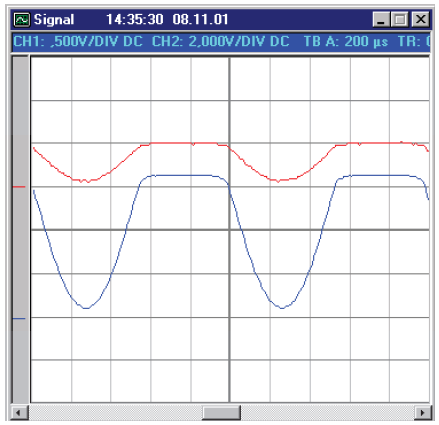 Signal 14:35:30 08.11.01
CH1: ,500V/DIV DC CH2: 2,000V/DIV DC TB A: 200 µs TR: